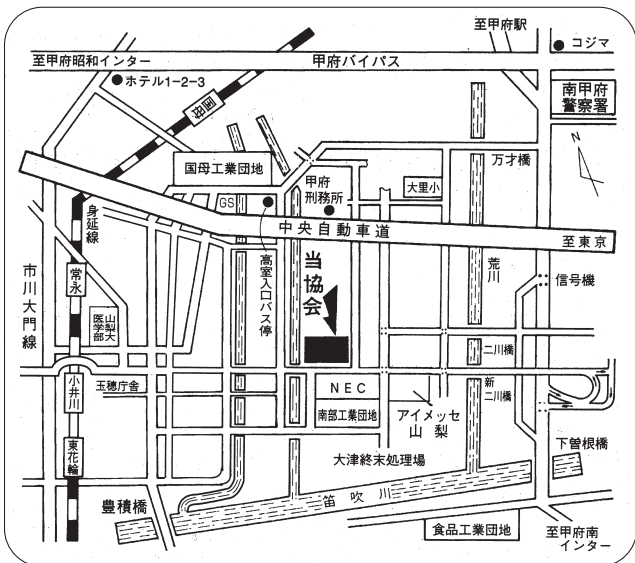 至甲府駅
コジマ
至甲府昭和インター
甲府バイパス
ホテル1-2-3
国母
南甲府
警察署
N
国母工業団地
甲府
刑務所
大里小
万才橋
GS
身延線
中央自動車道
至東京
市川大門線
常永
高室入口バス停
当協会
荒川
信号機
山梨大
医学部
二川橋
小井川
玉穂庁舎
NEC
南部工業団地
アイメッセ
山梨
新
二川橋
東花輪
大津終末処理場
下曽根橋
豊積橋
笛吹川
食品工業団地
至甲府南
インター